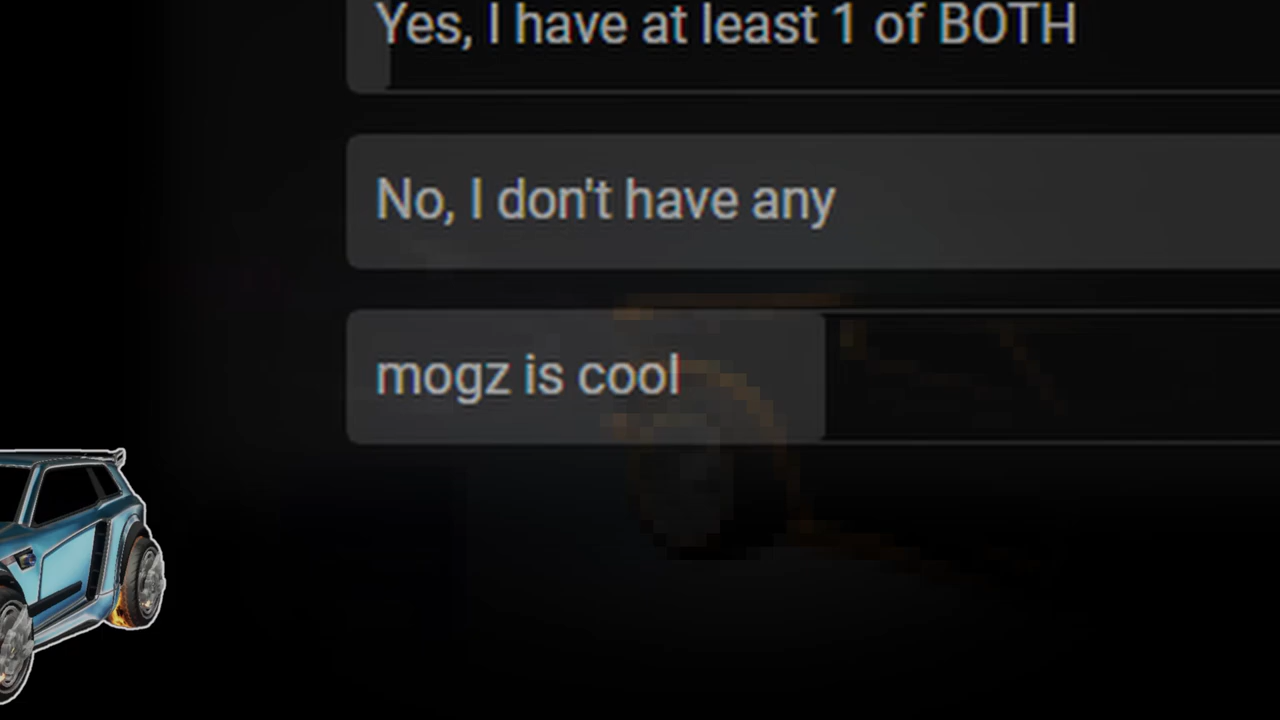 Yes, I have at least 1 of BOTH
No, I don't have any
mogz is cool